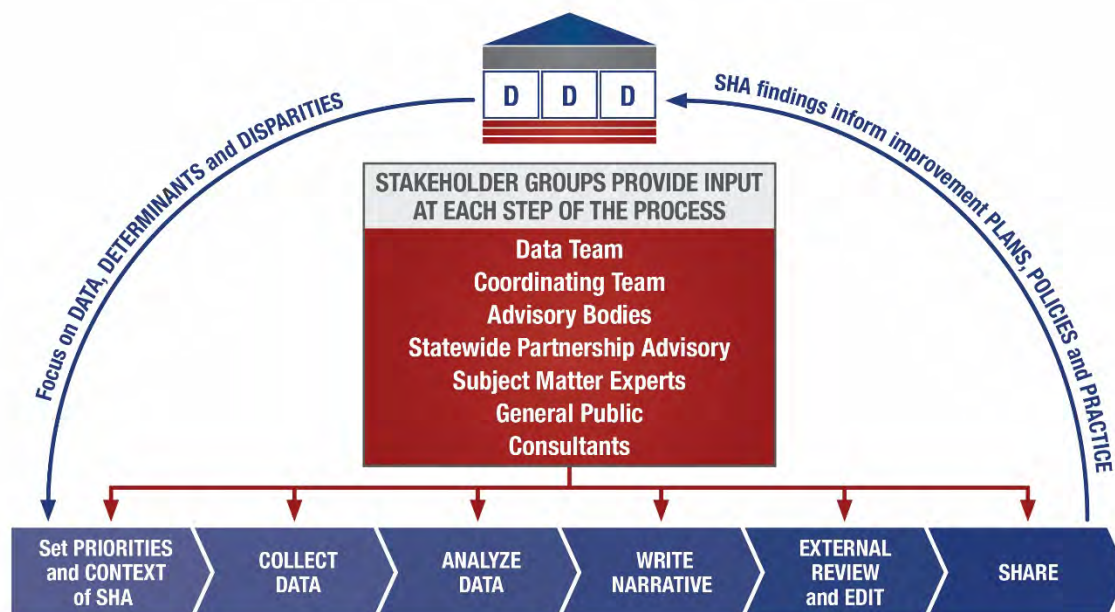 D D D
Focus on DATA, DETERMINANTS and DISPARITIES
SHA findings inform improvement PLANS, POLICIES and PRACTICE
STAKEHOLDER GROUPS PROVIDE INPUT
AT EACH STEP OF THE PROCESS
Data Team
Coordinating Team
Advisory Bodies
Statewide Partnership Advisory
Subject Matter Experts
General Public
Consultants
Set PRIORITIES
and CONTEXT
of SHA
COLLECT
DATA
ANALYZE
DATA
WRITE
NARRATIVE
EXTERNAL
REVIEW
and EDIT
SHARE